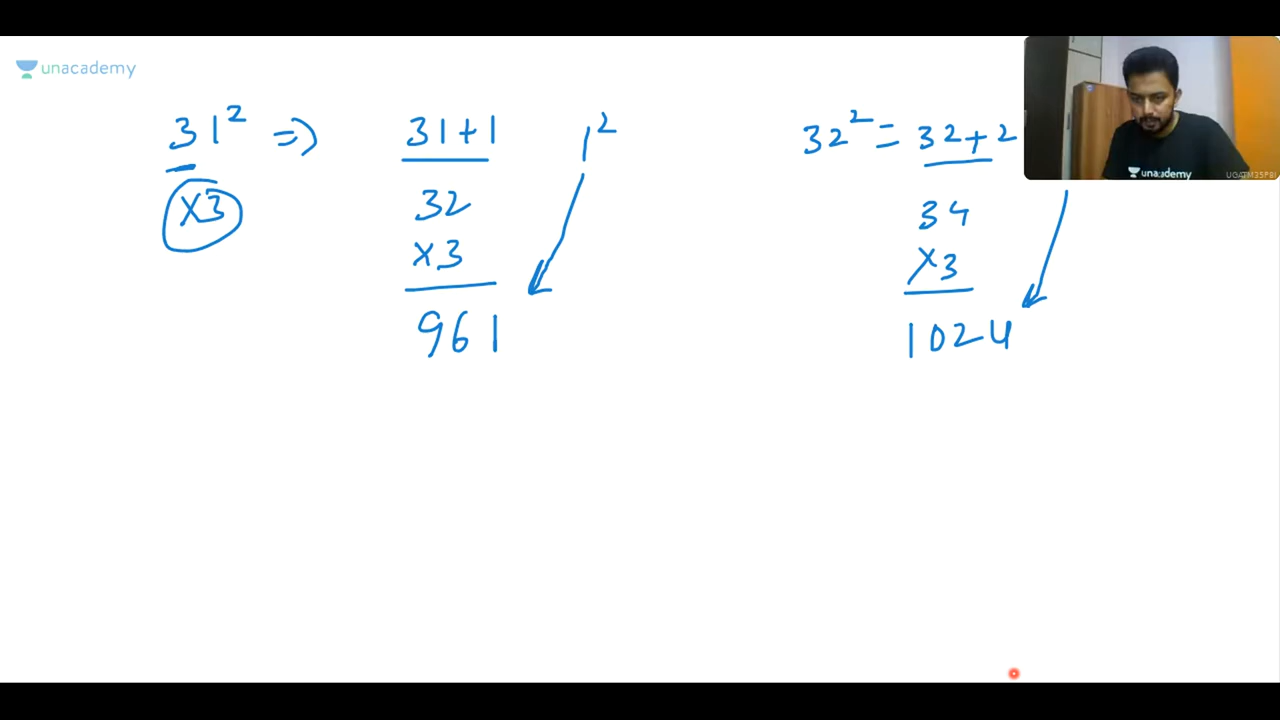 unacademy
31² => 31+1 1²
×3
32
×3
961
32² = 32+2
34
×3
1024
unacademy